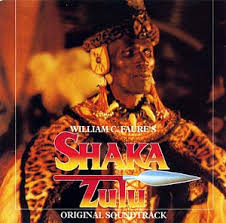 WILLIAM C. FAURE'S
SHAKA
Zulu
ORIGINAL SOUNDTRACK